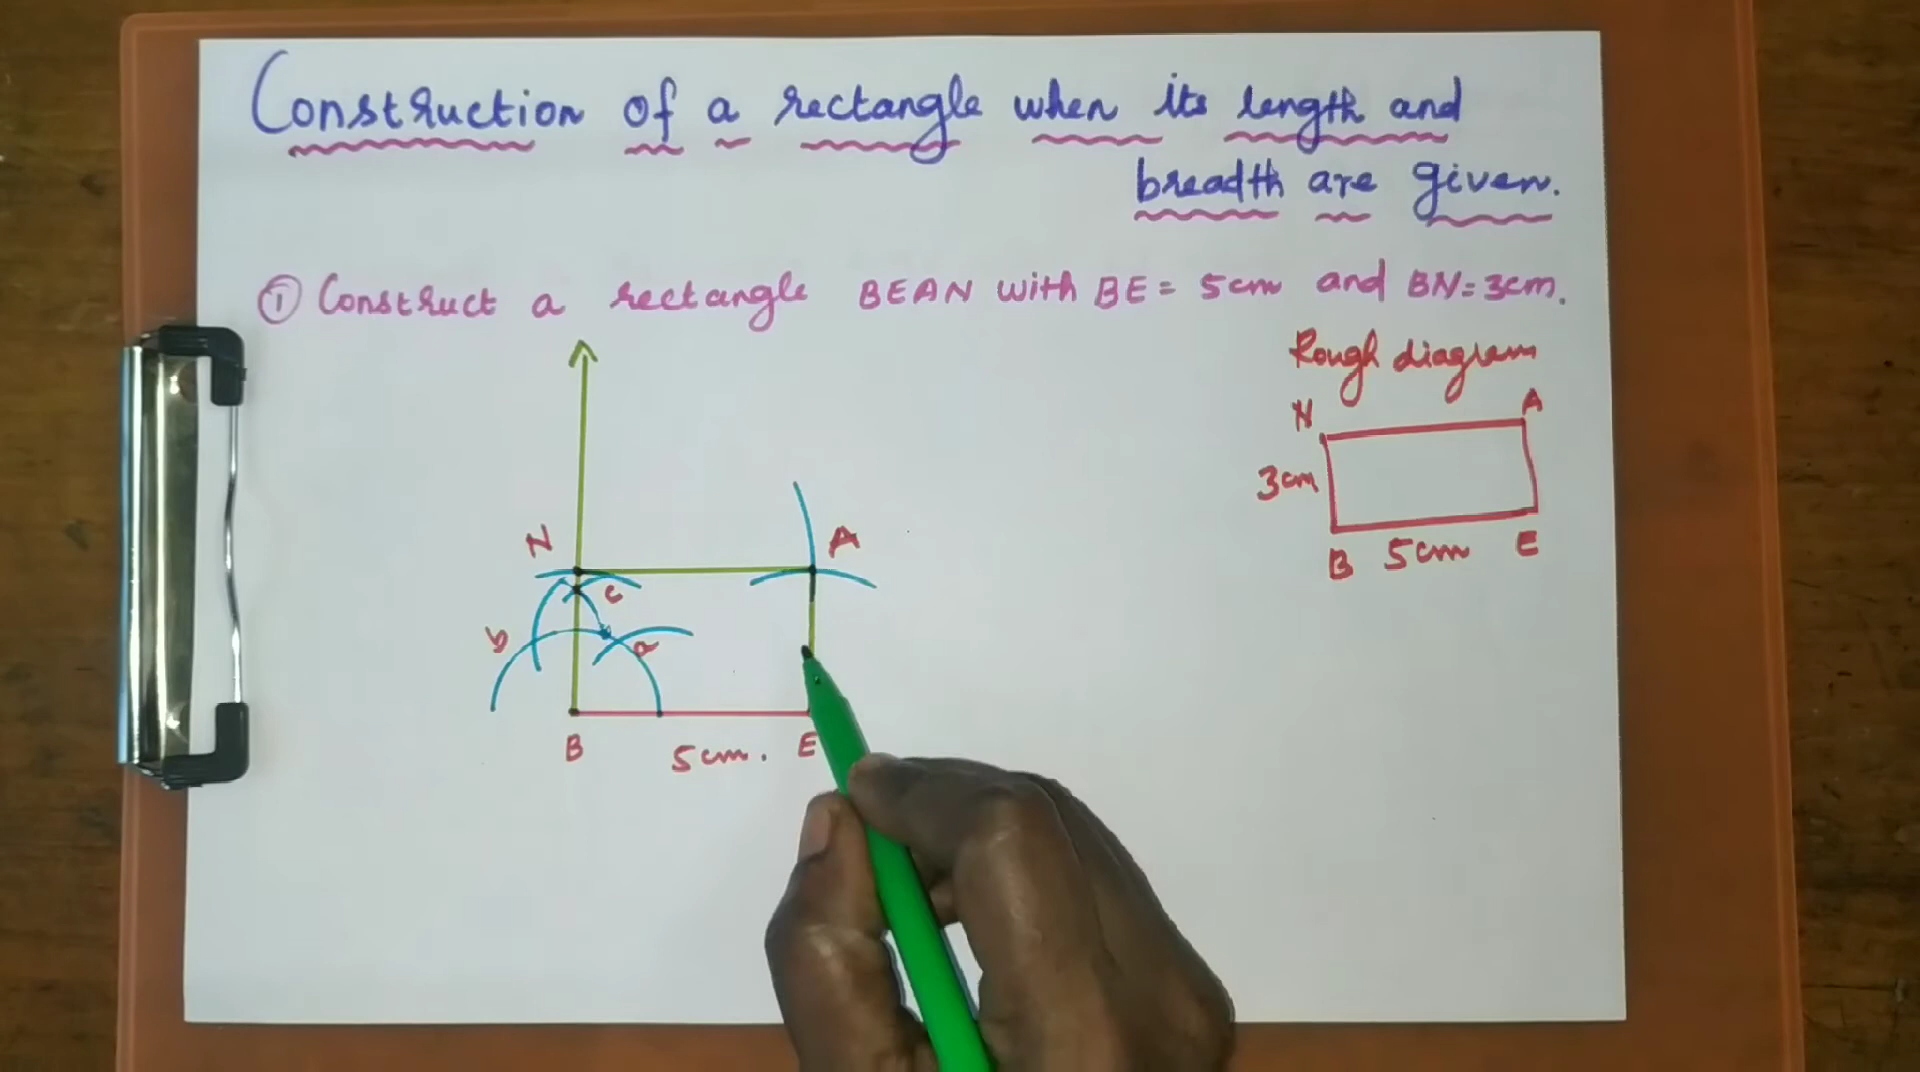 Construction of a rectangle when its length and
breadth are given.
① Construct a rectangle BEAN with BE = 5cm and BN = 3cm.
Rough diagram
N A
3cm
B 5cm E
N A
c
b a
B 5cm. E